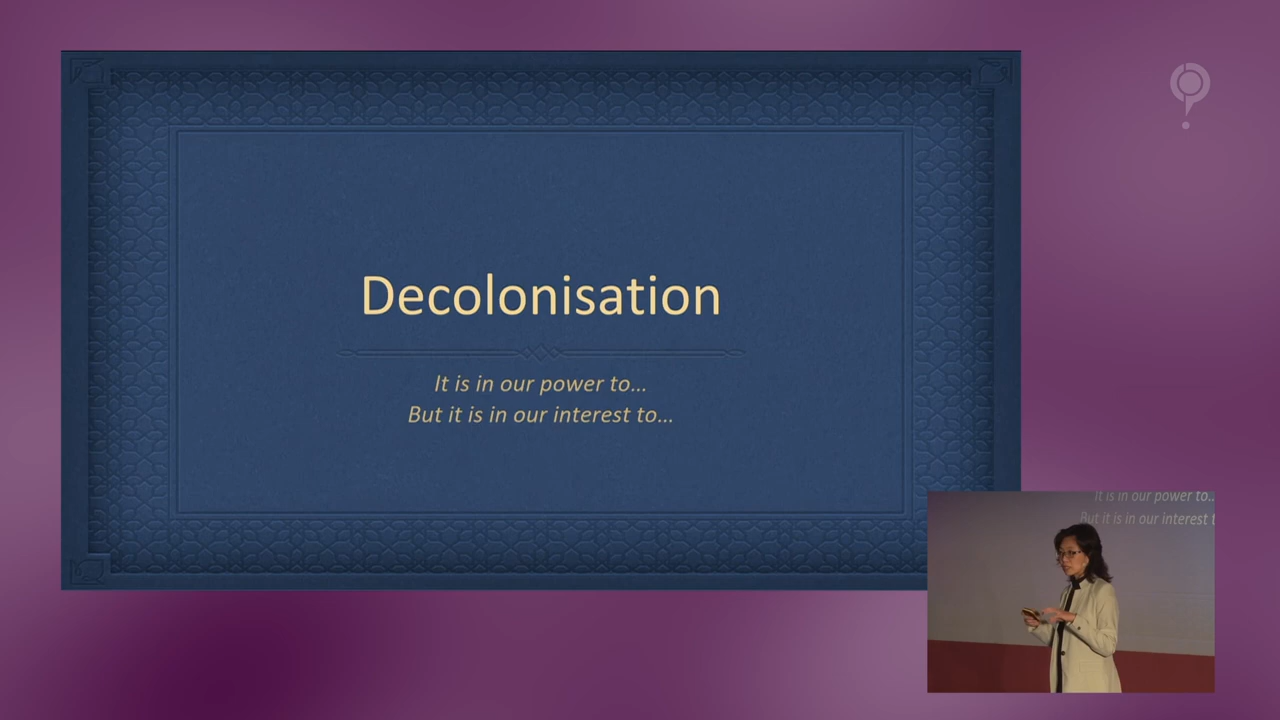 Decolonisation
It is in our power to...
But it is in our interest to...
It is in our power to..
But it is in our interest t